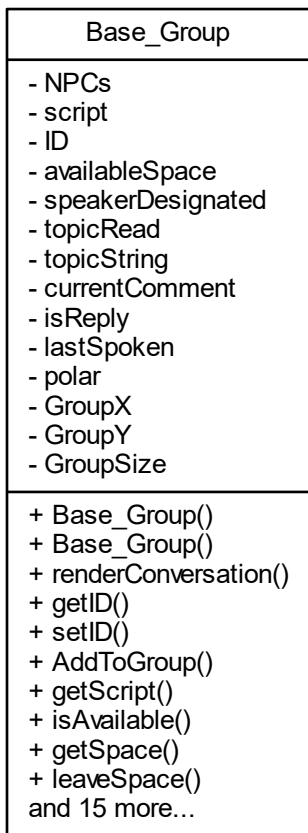 Base_Group
- NPCs
- script
- ID
- availableSpace
- speakerDesignated
- topicRead
- topicString
- currentComment
- isReply
- lastSpoken
- polar
- GroupX
- GroupY
- GroupSize
+ Base_Group()
+ Base_Group()
+ renderConversation()
+ getID()
+ setID()
+ AddToGroup()
+ getScript()
+ isAvailable()
+ getSpace()
+ leaveSpace()
and 15 more...